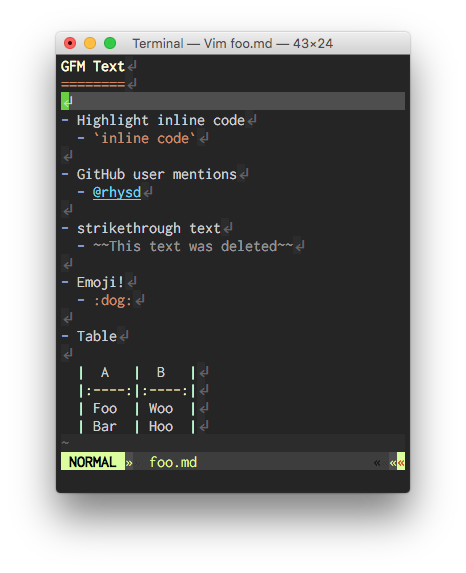 Terminal — Vim foo.md — 43×24
GFM Text↲
========↲
↲
- Highlight inline code↲
  - `inline code`↲
↲
- GitHub user mentions↲
  - @rhysd↲
↲
- strikethrough text↲
  - ~~This text was deleted~~↲
↲
- Emoji!↲
  - :dog:↲
↲
- Table↲
↲
  |  A   |  B   |↲
  |:----:|:----:|↲
  | Foo  | Woo  |↲
  | Bar  | Hoo  |↲
~
NORMAL »  foo.md « ««